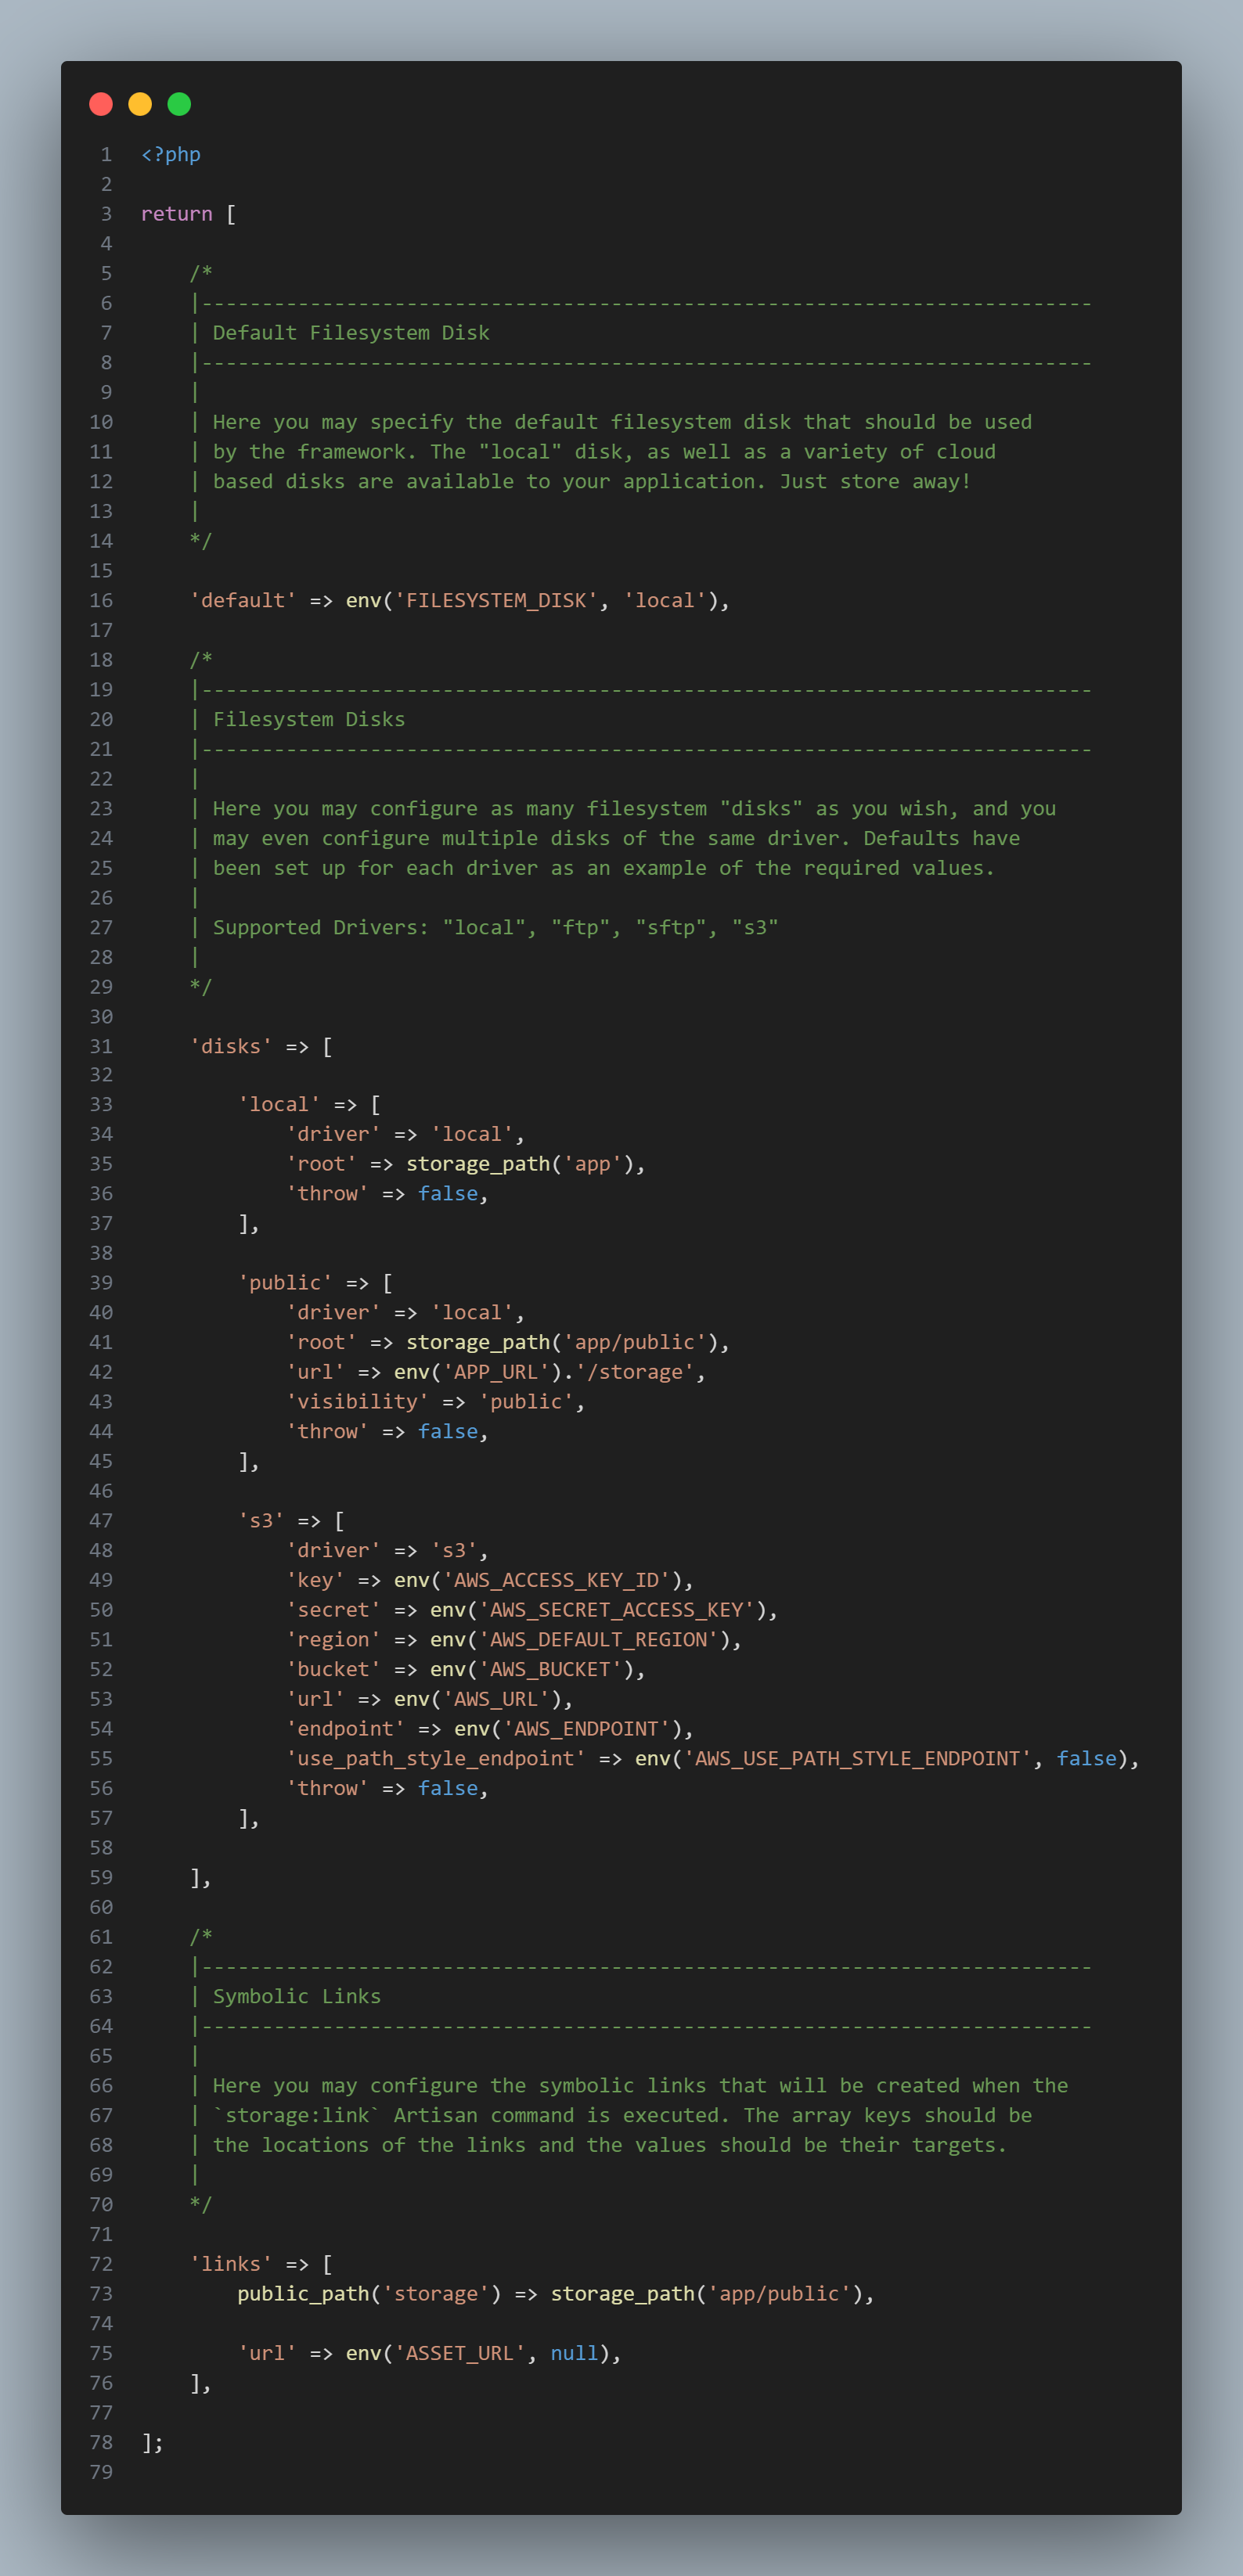 1 <?php
2
3 return [
4
5     /*
6     |--------------------------------------------------------------------------
7     | Default Filesystem Disk
8     |--------------------------------------------------------------------------
9     |
10     | Here you may specify the default filesystem disk that should be used
11     | by the framework. The "local" disk, as well as a variety of cloud
12     | based disks are available to your application. Just store away!
13     |
14     */
15
16     'default' => env('FILESYSTEM_DISK', 'local'),
17
18     /*
19     |--------------------------------------------------------------------------
20     | Filesystem Disks
21     |--------------------------------------------------------------------------
22     |
23     | Here you may configure as many filesystem "disks" as you wish, and you
24     | may even configure multiple disks of the same driver. Defaults have
25     | been set up for each driver as an example of the required values.
26     |
27     | Supported Drivers: "local", "ftp", "sftp", "s3"
28     |
29     */
30
31     'disks' => [
32
33         'local' => [
34             'driver' => 'local',
35             'root' => storage_path('app'),
36             'throw' => false,
37         ],
38
39         'public' => [
40             'driver' => 'local',
41             'root' => storage_path('app/public'),
42             'url' => env('APP_URL').'/storage',
43             'visibility' => 'public',
44             'throw' => false,
45         ],
46
47         's3' => [
48             'driver' => 's3',
49             'key' => env('AWS_ACCESS_KEY_ID'),
50             'secret' => env('AWS_SECRET_ACCESS_KEY'),
51             'region' => env('AWS_DEFAULT_REGION'),
52             'bucket' => env('AWS_BUCKET'),
53             'url' => env('AWS_URL'),
54             'endpoint' => env('AWS_ENDPOINT'),
55             'use_path_style_endpoint' => env('AWS_USE_PATH_STYLE_ENDPOINT', false),
56             'throw' => false,
57         ],
58
59     ],
60
61     /*
62     |--------------------------------------------------------------------------
63     | Symbolic Links
64     |--------------------------------------------------------------------------
65     |
66     | Here you may configure the symbolic links that will be created when the
67     | `storage:link` Artisan command is executed. The array keys should be
68     | the locations of the links and the values should be their targets.
69     |
70     */
71
72     'links' => [
73         public_path('storage') => storage_path('app/public'),
74
75         'url' => env('ASSET_URL', null),
76     ],
77
78 ];
79